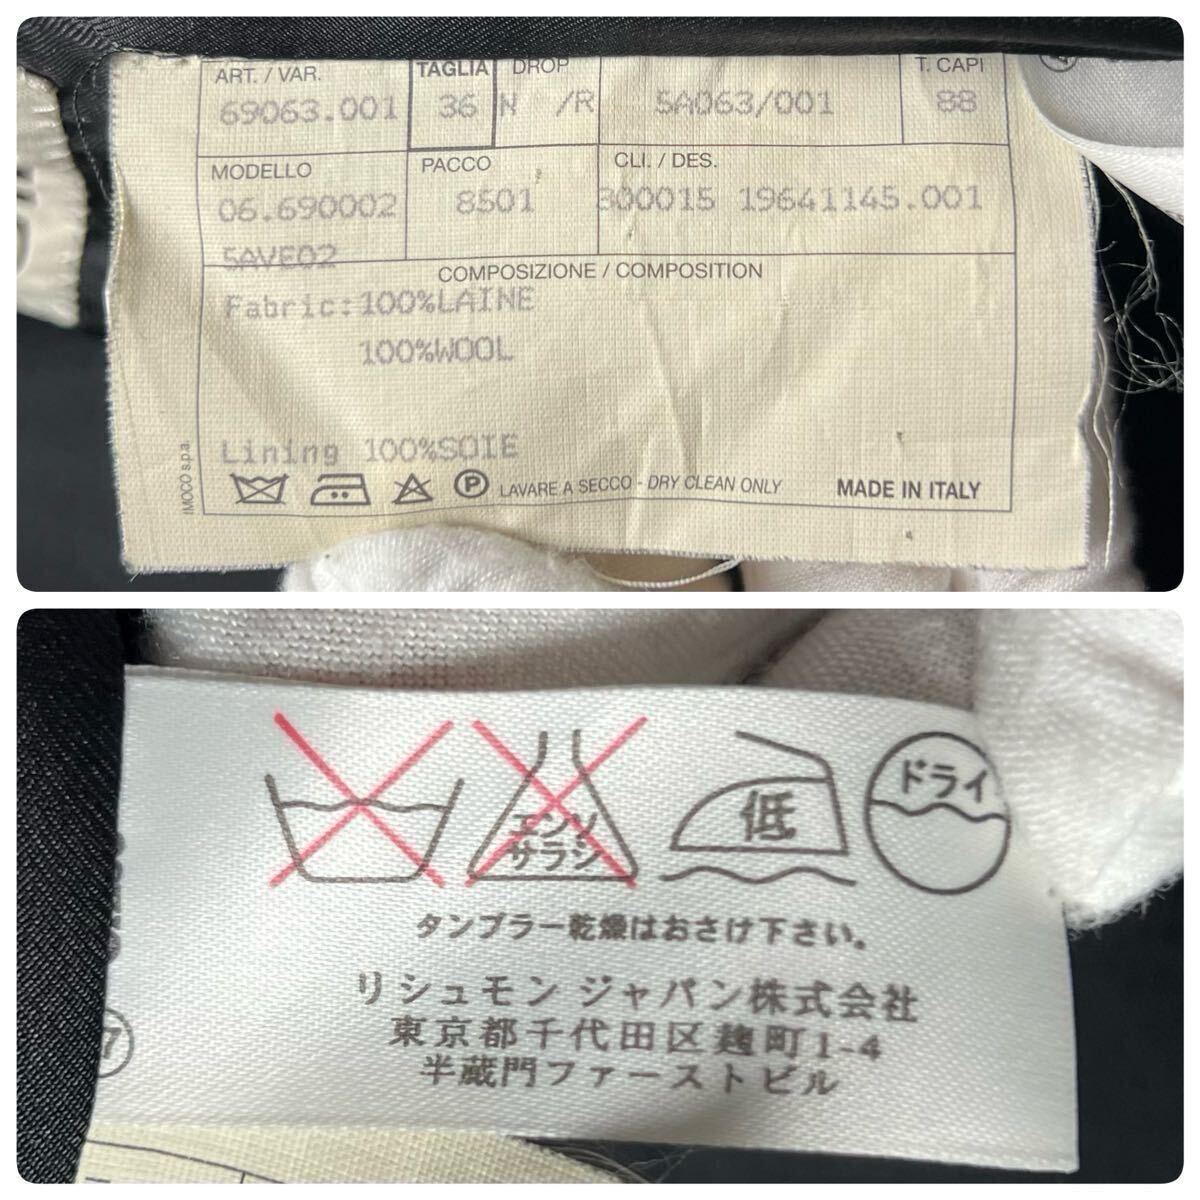 ART. / VAR. TAGLIA DROP T. CAPI
69063.001 36 N /R 5A063/001 88
MODELLO PACCO CLI. / DES.
06.690002 8501 300015 19641145.001
5AVE02
COMPOSIZIONE / COMPOSITION
Fabric:100%LAINE
100%WOOL
Lining 100%SOIE
P LAVARE A SECCO - DRY CLEAN ONLY MADE IN ITALY
IMOCO s.p.a.
エンソ
サラシ
低
ドライ
タンブラー乾燥はおさけ下さい。
リシュモン ジャパン株式会社
東京都千代田区麹町1-4
半蔵門ファーストビル
7